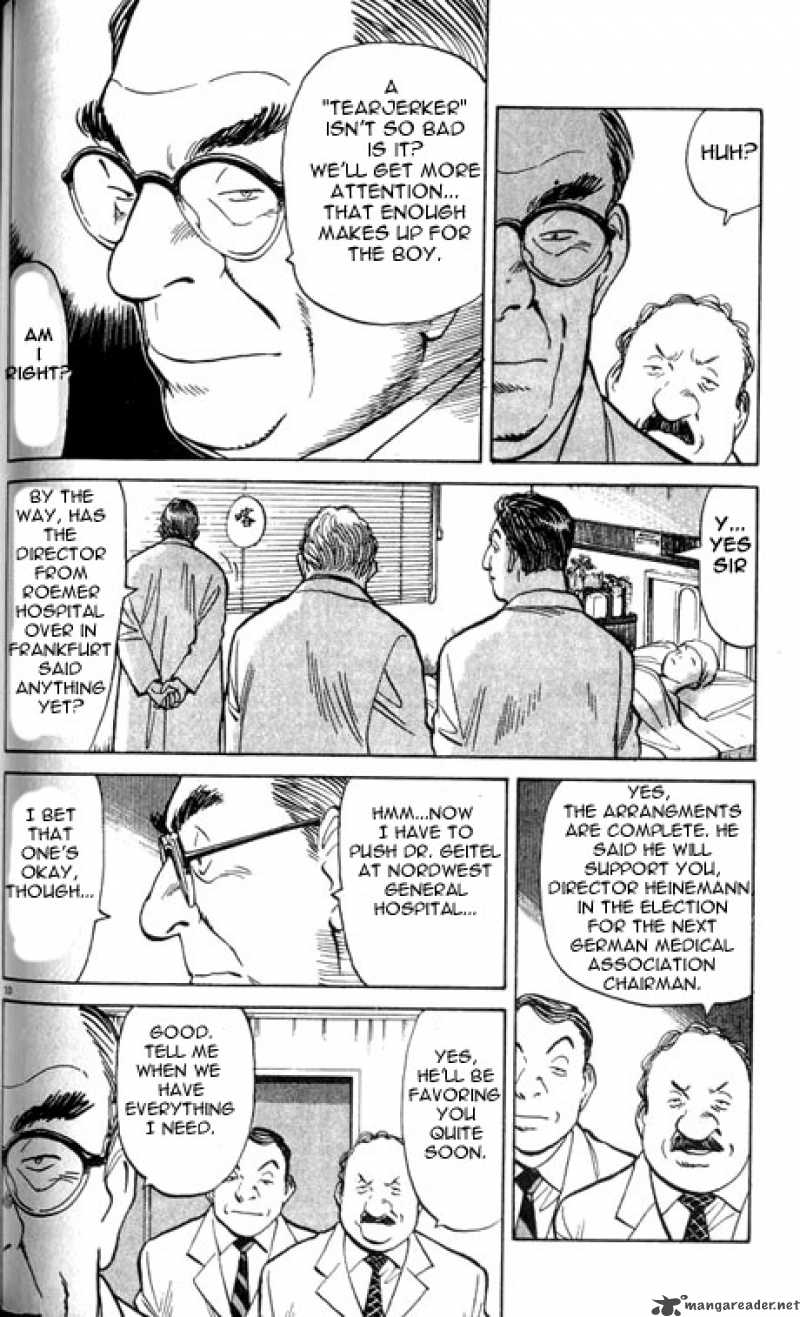 HUH?
A
"TEARJERKER"
ISN'T SO BAD
IS IT?
WE'LL GET MORE
ATTENTION...
THAT ENOUGH
MAKES UP FOR
THE BOY.
AM
I
RIGHT?
Y...
YES
SIR
喀
BY THE
WAY, HAS
THE
DIRECTOR
FROM
ROEMER
HOSPITAL
OVER IN
FRANKFURT
SAID
ANYTHING
YET?
YES,
THE ARRANGMENTS
ARE COMPLETE. HE
SAID HE WILL
SUPPORT YOU,
DIRECTOR HEINEMANN
IN THE ELECTION
FOR THE NEXT
GERMAN MEDICAL
ASSOCIATION
CHAIRMAN.
HMM...NOW
I HAVE TO
PUSH DR. GEITEL
AT NORDWEST
GENERAL
HOSPITAL...
I BET
THAT
ONE'S
OKAY,
THOUGH...
YES,
HE'LL BE
FAVORING
YOU
QUITE
SOON.
GOOD.
TELL ME
WHEN WE
HAVE
EVERYTHING
I NEED.
mangareader.net